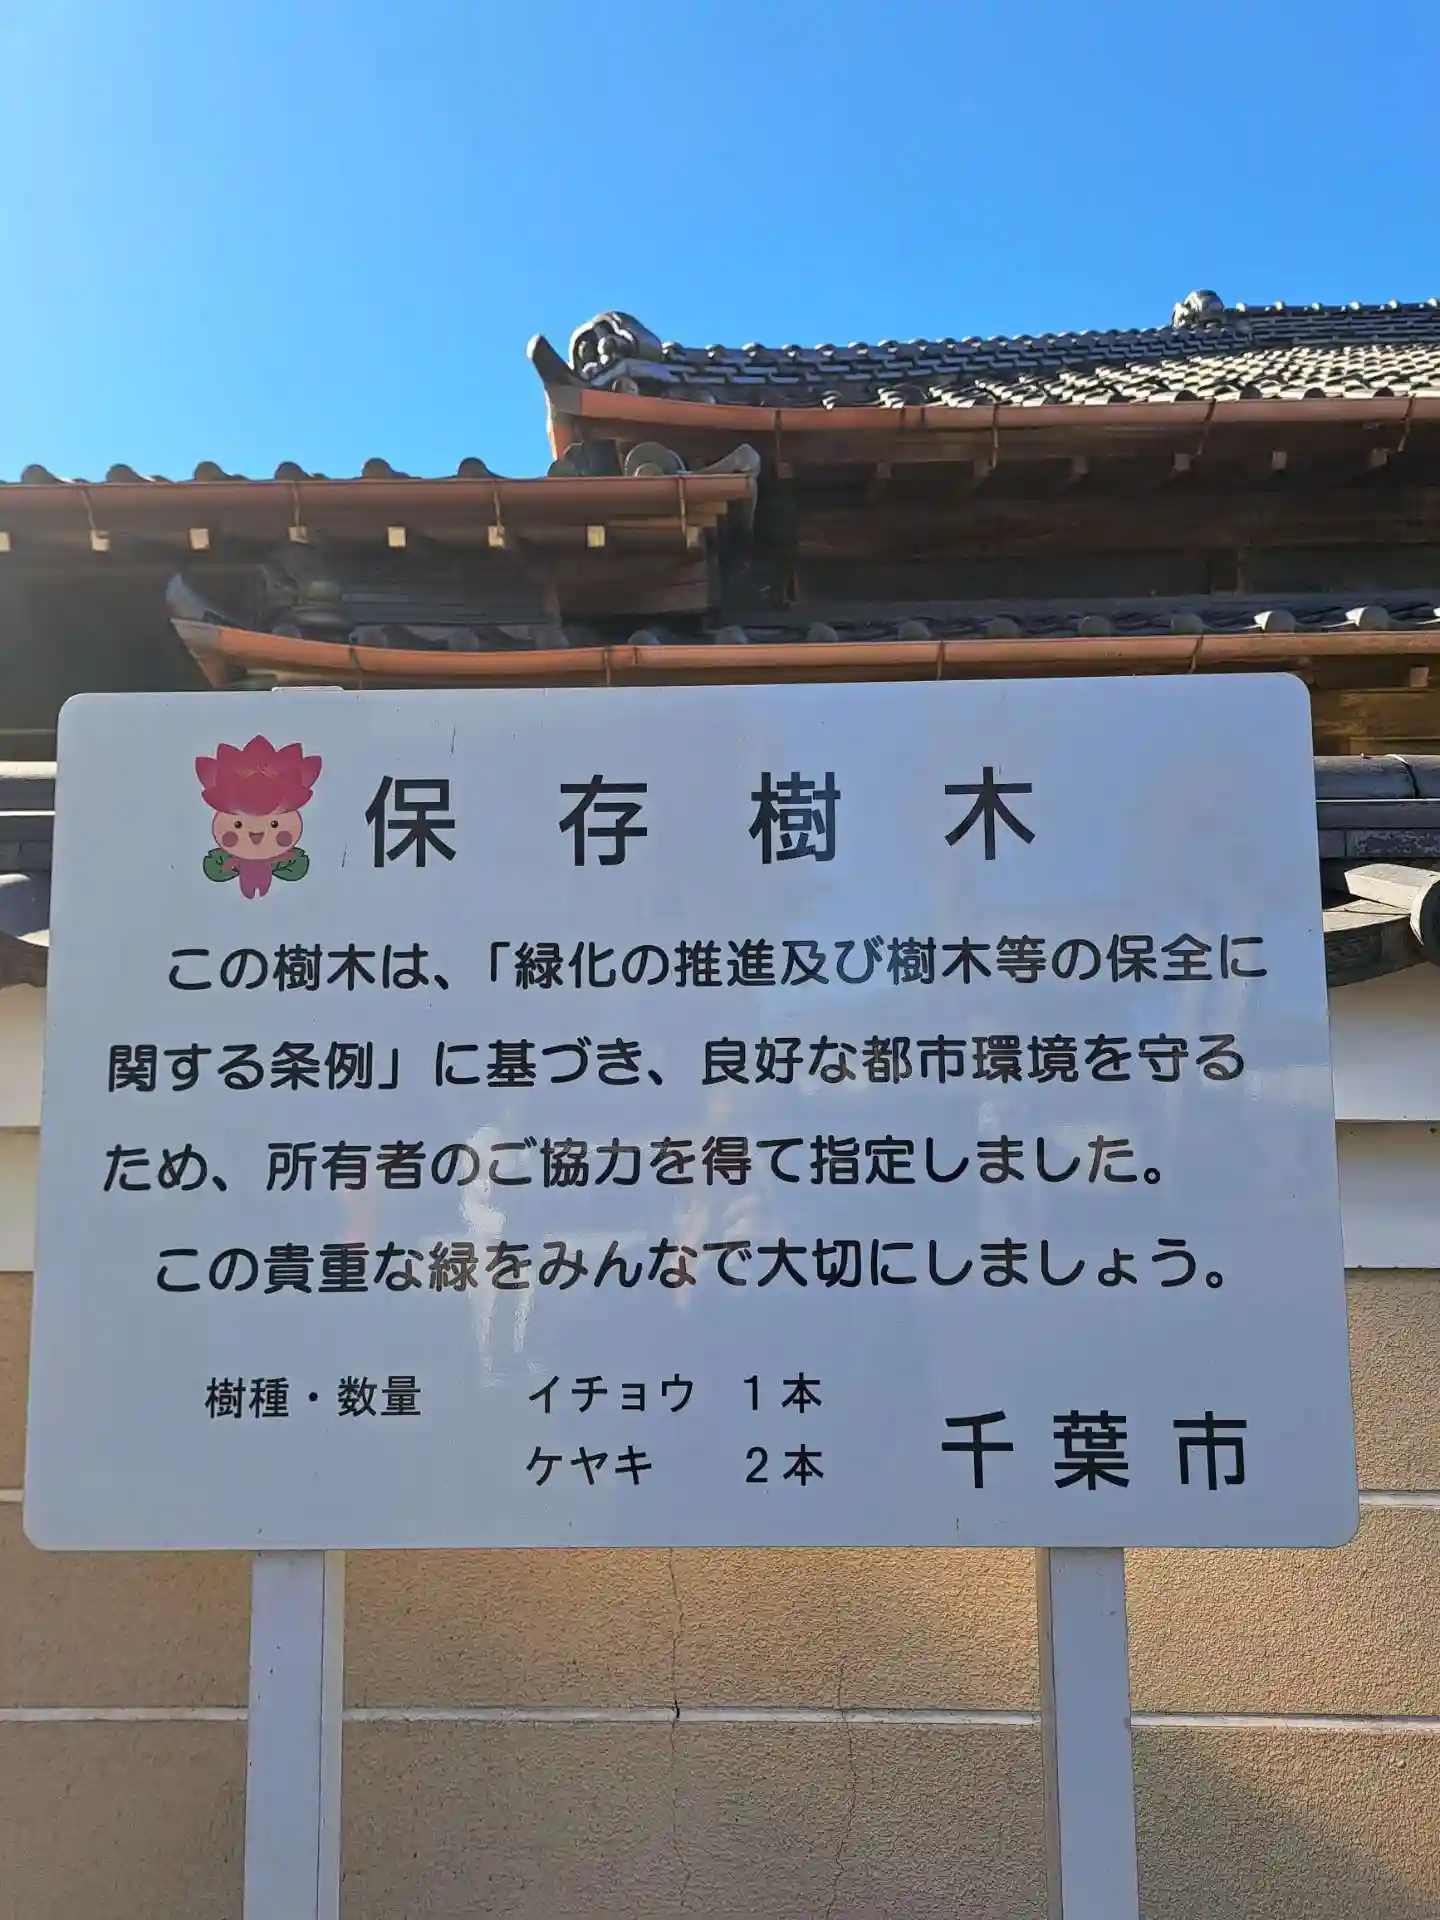 保存樹木
この樹木は、「緑化の推進及び樹木等の保全に
関する条例」に基づき、良好な都市環境を守る
ため、所有者のご協力を得て指定しました。
この貴重な緑をみんなで大切にしましょう。
樹種・数量 イチョウ 1本
ケヤキ 2本
千葉市